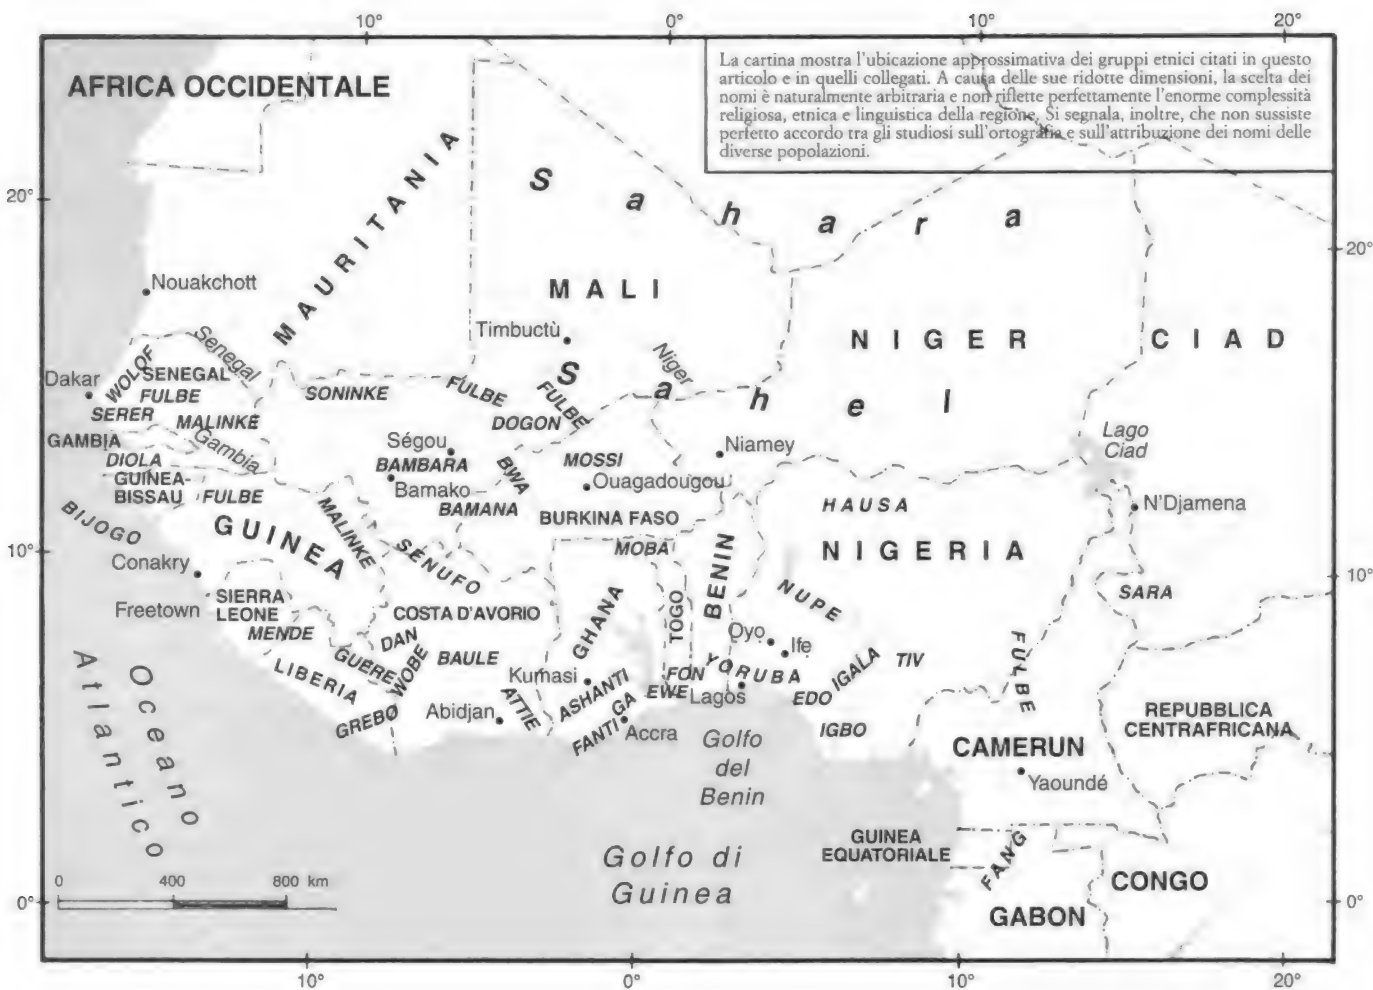 10° 0° 10° 20°
AFRICA OCCIDENTALE
La cartina mostra l'ubicazione approssimativa dei gruppi etnici citati in questo
articolo e in quelli collegati. A causa delle sue ridotte dimensioni, la scelta dei
nomi è naturalmente arbitraria e non riflette perfettamente l'enorme complessità
religiosa, etnica e linguistica della regione. Si segnala, inoltre, che non sussiste
perfetto accordo tra gli studiosi sull'ortografia e sull'attribuzione dei nomi delle
diverse popolazioni.
20°
20°
MAURITANIA
Sahara
Nouakchott
MALI
Timbuctù
NIGER
CIAD
Senegal
Niger
Sahel
WOLOF
SENEGAL
Dakar
FULBE
SERER
MALINKE
SONINKE
FULBE
FULBE
DOGON
GAMBIA
Gambia
DIOLA
Ségou
BAMBARA
Bamako
BWA
MOSSI
Niamey
Ouagadougou
Lago
Ciad
GUINEA-
BISSAU
FULBE
BAMANA
BURKINA FASO
HAUSA
N'Djamena
BIJOGO
GUINEA
MALINKE
SÉNUFO
MOBA
BENIN
NIGERIA
10°
10°
Conakry
Freetown
SIERRA
LEONE
MENDE
COSTA D'AVORIO
GHANA
TOGO
NUPE
SARA
DAN
GUERE
WOBE
BAULE
Oyo
Ife
LIBERIA
Kumasi
FON
YORUBA
IGALA
TIV
FULBE
GREBO
Abidjan
ATTIE
ASHANTI
GA
EWE
Lagos
EDO
FANTI
Accra
IGBO
REPUBBLICA
CENTRAFRICANA
Oceano
Atlantico
Golfo
del
Benin
CAMERUN
Yaoundé
Golfo di
Guinea
GUINEA
EQUATORIALE
FANG
CONGO
GABON
0 400 800 km
0°
0°
10° 0° 10° 20°